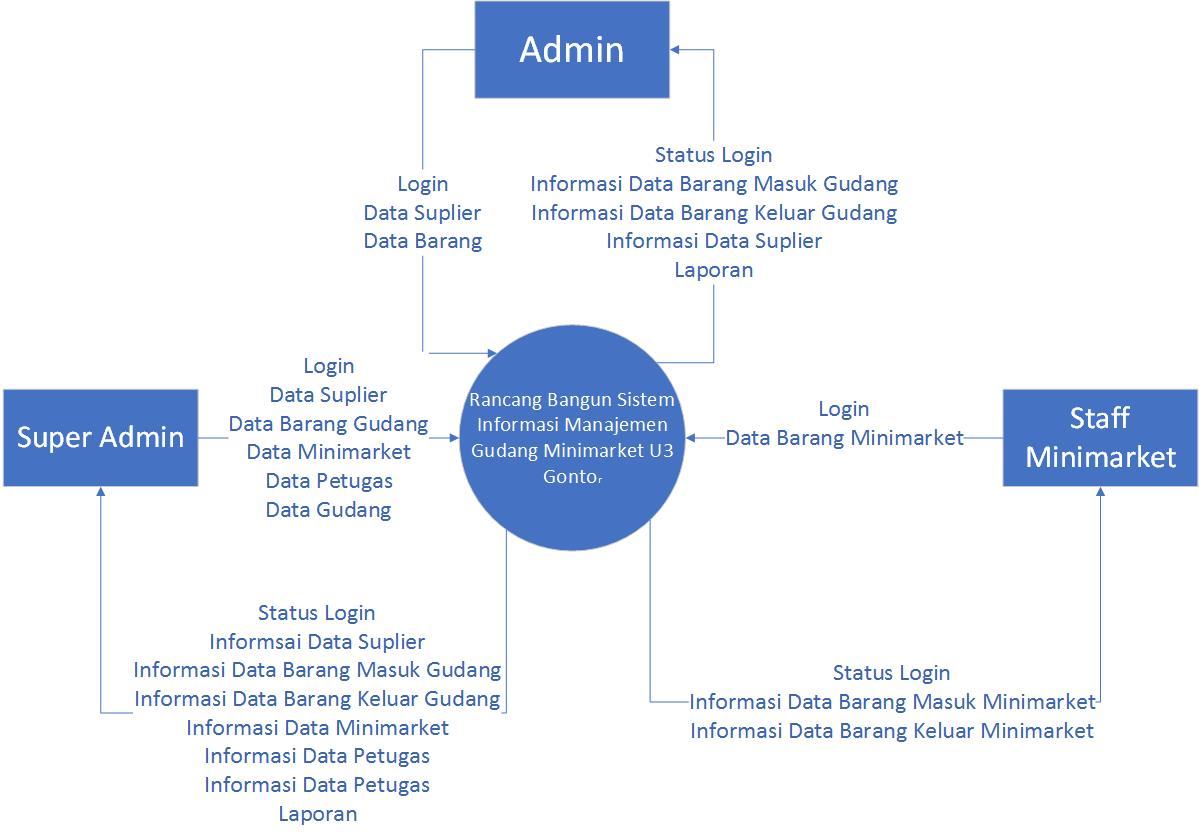 Admin
Status Login
Informasi Data Barang Masuk Gudang
Informasi Data Barang Keluar Gudang
Informasi Data Suplier
Laporan
Login
Data Suplier
Data Barang
Login
Data Suplier
Data Barang Gudang
Data Minimarket
Data Petugas
Data Gudang
Super Admin
Rancang Bangun Sistem
Informasi Manajemen
Gudang Minimarket U3
Gontor
Login
Data Barang Minimarket
Staff
Minimarket
Status Login
Informsai Data Suplier
Informasi Data Barang Masuk Gudang
Informasi Data Barang Keluar Gudang
Informasi Data Minimarket
Informasi Data Petugas
Informasi Data Petugas
Laporan
Status Login
Informasi Data Barang Masuk Minimarket
Informasi Data Barang Keluar Minimarket